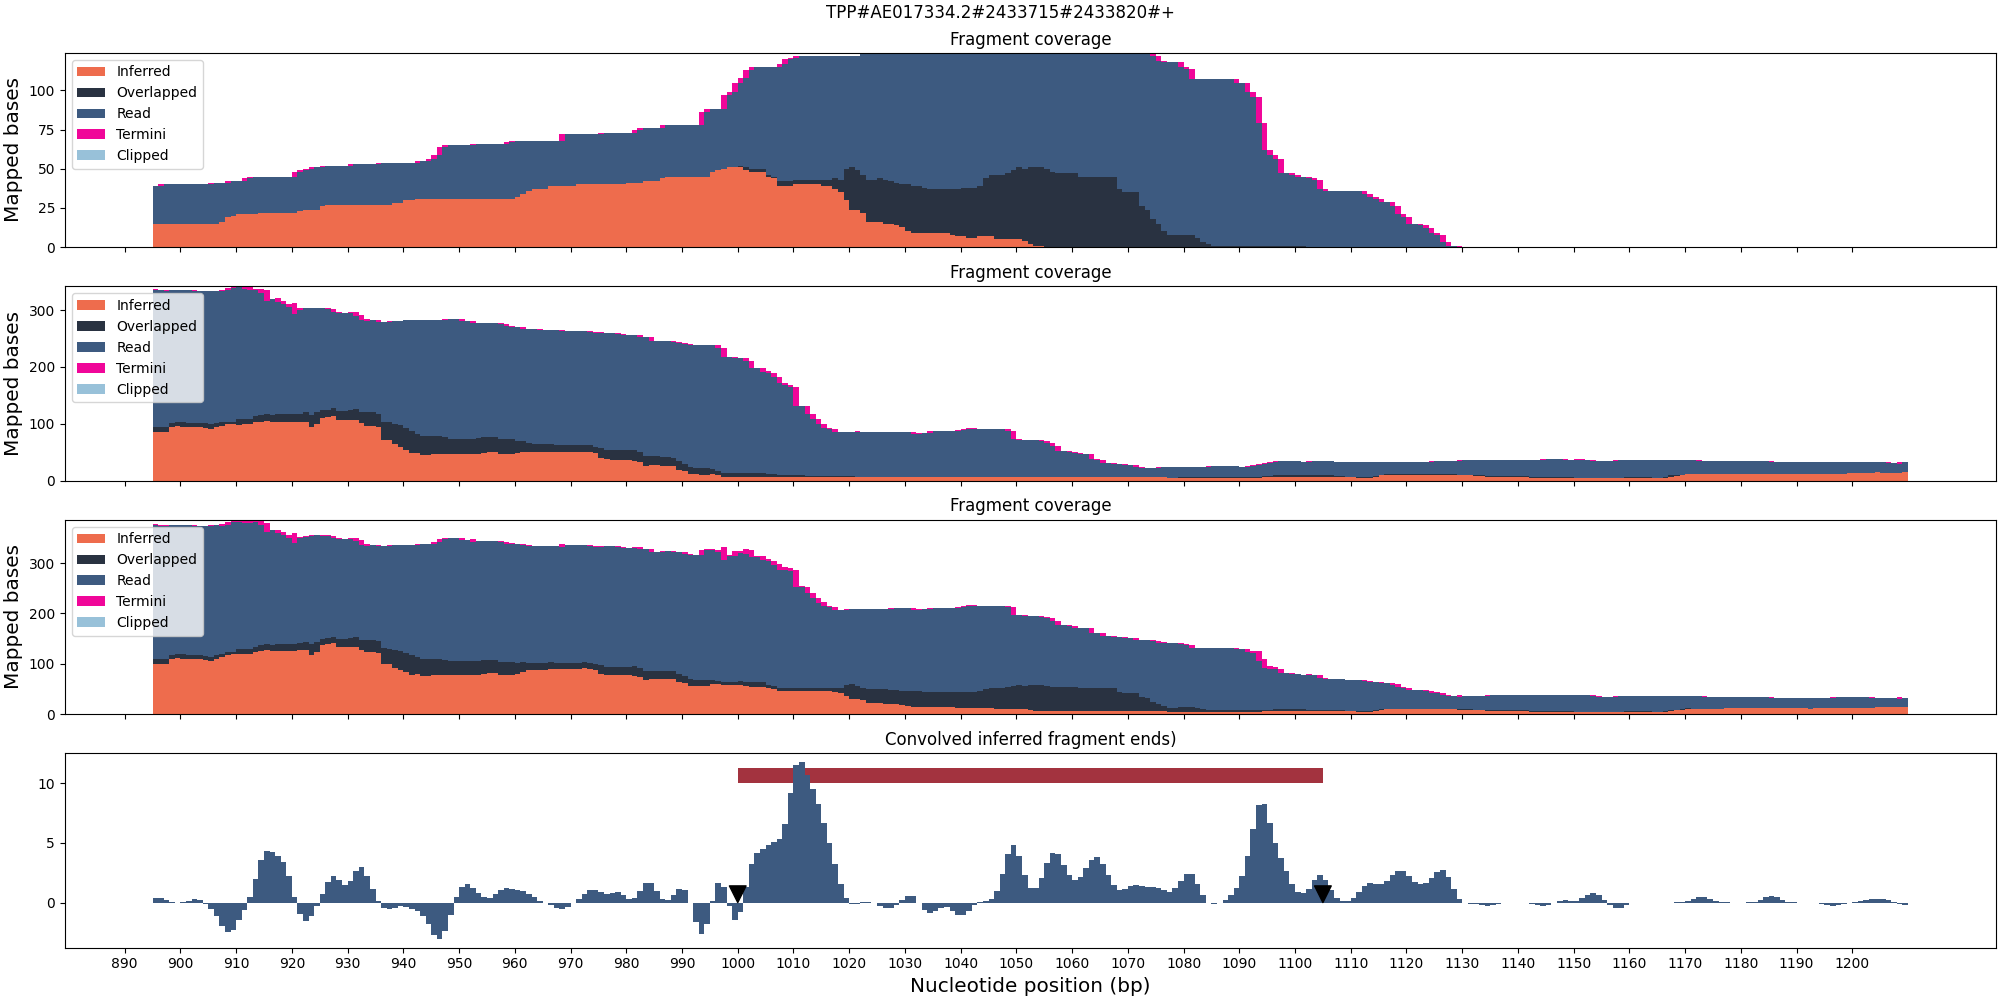 TPP#AE017334.2#2433715#2433820#+
Fragment coverage
Mapped bases
100
75
50
25
0
Inferred
Overlapped
Read
Termini
Clipped
Fragment coverage
Mapped bases
300
200
100
0
Inferred
Overlapped
Read
Termini
Clipped
Fragment coverage
Mapped bases
300
200
100
0
Inferred
Overlapped
Read
Termini
Clipped
Convolved inferred fragment ends)
10
5
0
890 900 910 920 930 940 950 960 970 980 990 1000 1010 1020 1030 1040 1050 1060 1070 1080 1090 1100 1110 1120 1130 1140 1150 1160 1170 1180 1190 1200
Nucleotide position (bp)